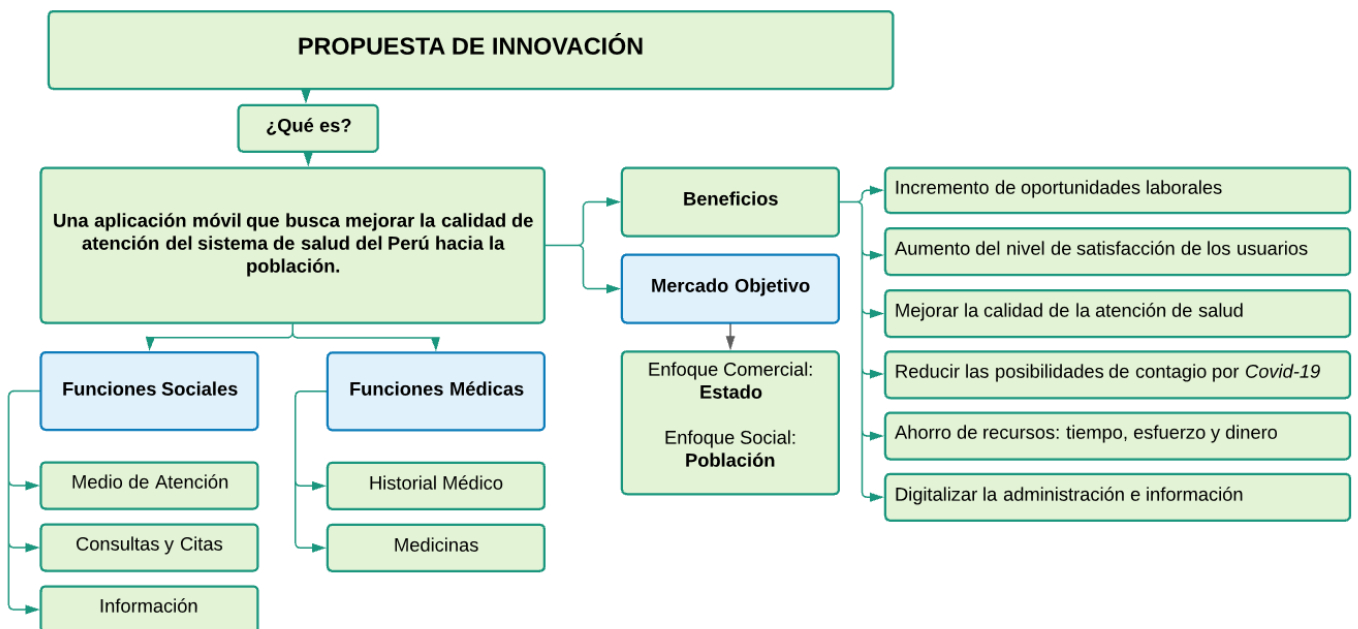 PROPUESTA DE INNOVACIÓN
¿Qué es?
Una aplicación móvil que busca mejorar la calidad de
atención del sistema de salud del Perú hacia la
población.
Funciones Sociales
Medio de Atención
Consultas y Citas
Información
Funciones Médicas
Historial Médico
Medicinas
Beneficios
Incremento de oportunidades laborales
Aumento del nivel de satisfacción de los usuarios
Mejorar la calidad de la atención de salud
Reducir las posibilidades de contagio por Covid-19
Ahorro de recursos: tiempo, esfuerzo y dinero
Digitalizar la administración e información
Mercado Objetivo
Enfoque Comercial:
Estado
Enfoque Social:
Población